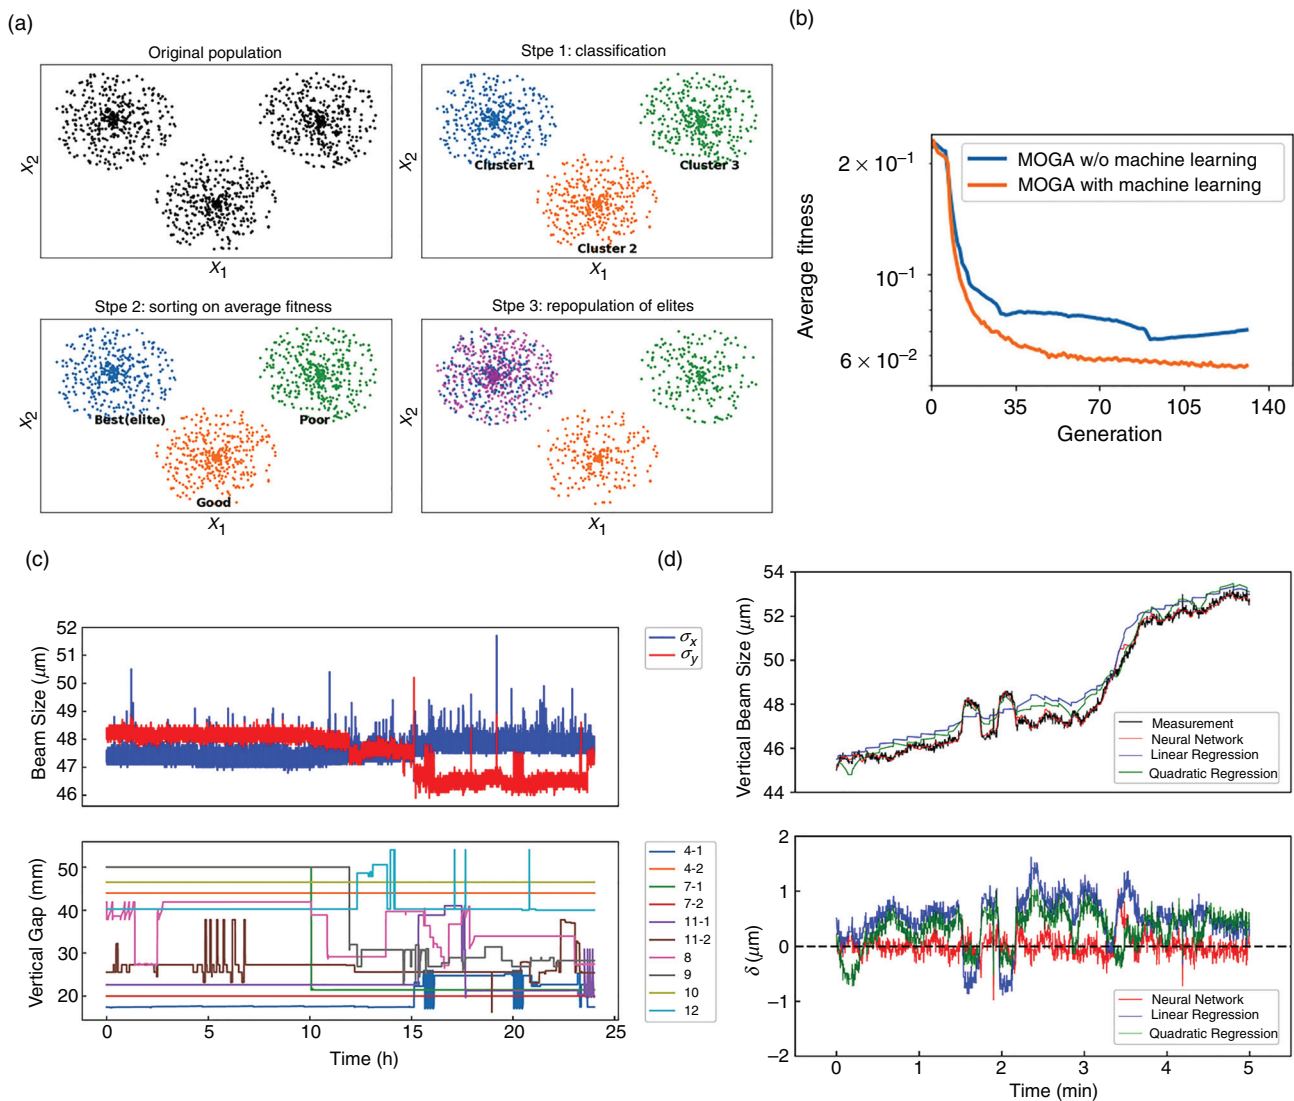 (a)
Original population
X2
X1
Stpe 1: classification
Cluster 1
Cluster 3
Cluster 2
X2
X1
Stpe 2: sorting on average fitness
Best(elite)
Poor
Good
X2
X1
Stpe 3: repopulation of elites
X2
X1
(b)
MOGA w/o machine learning
MOGA with machine learning
Average fitness
2 × 10⁻¹
10⁻¹
6 × 10⁻²
0 35 70 105 140
Generation
(c)
Beam Size (μm)
52
51
50
49
48
47
46
σx
σy
Vertical Gap (mm)
50
40
30
20
4-1
4-2
7-1
7-2
11-1
11-2
8
9
10
12
0 5 10 15 20 25
Time (h)
(d)
Vertical Beam Size (μm)
54
52
50
48
46
44
Measurement
Neural Network
Linear Regression
Quadratic Regression
δ (μm)
2
1
0
−1
−2
Neural Network
Linear Regression
Quadratic Regression
0 1 2 3 4 5
Time (min)